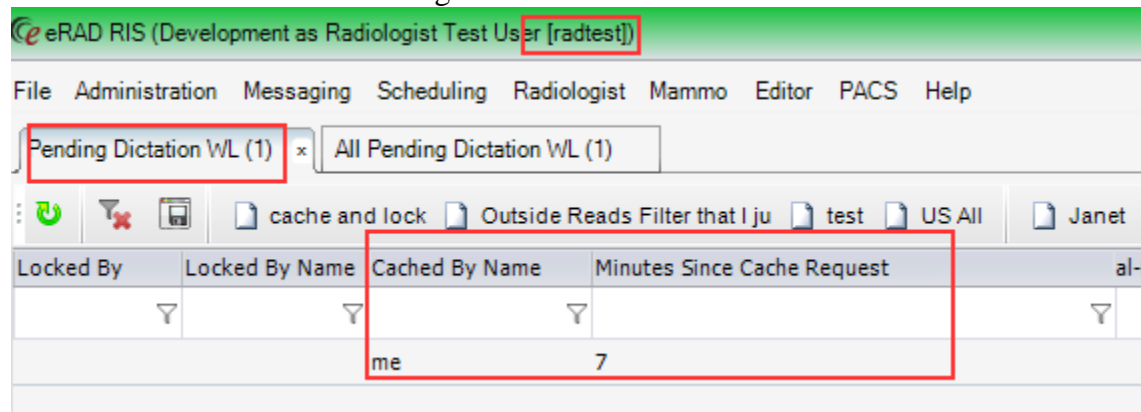 eRAD RIS (Development as Radiologist Test User [radtest])
File Administration Messaging Scheduling Radiologist Mammo Editor PACS Help
Pending Dictation WL (1) x All Pending Dictation WL (1)
cache and lock Outside Reads Filter that I ju test US All Janet
Locked By Locked By Name Cached By Name Minutes Since Cache Request al-
me 7